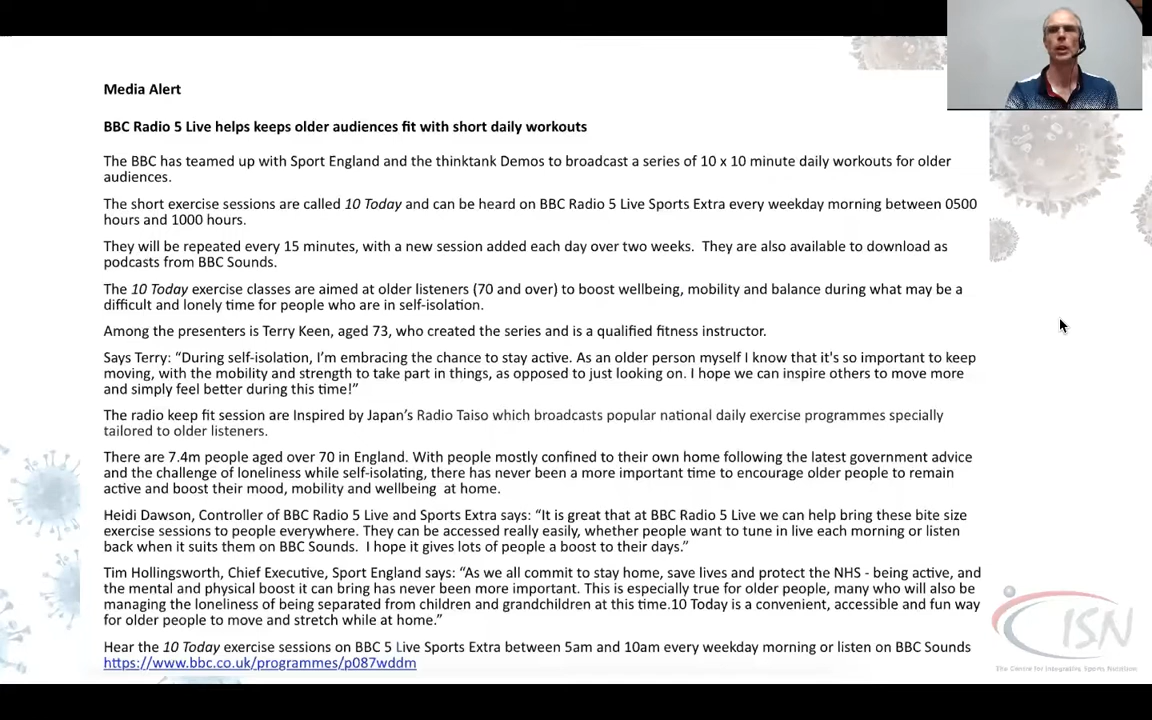 Media Alert
BBC Radio 5 Live helps keeps older audiences fit with short daily workouts
The BBC has teamed up with Sport England and the thinktank Demos to broadcast a series of 10 x 10 minute daily workouts for older
audiences.
The short exercise sessions are called 10 Today and can be heard on BBC Radio 5 Live Sports Extra every weekday morning between 0500
hours and 1000 hours.
They will be repeated every 15 minutes, with a new session added each day over two weeks.  They are also available to download as
podcasts from BBC Sounds.
The 10 Today exercise classes are aimed at older listeners (70 and over) to boost wellbeing, mobility and balance during what may be a
difficult and lonely time for people who are in self-isolation.
Among the presenters is Terry Keen, aged 73, who created the series and is a qualified fitness instructor.
Says Terry: “During self-isolation, I’m embracing the chance to stay active. As an older person myself I know that it's so important to keep
moving, with the mobility and strength to take part in things, as opposed to just looking on. I hope we can inspire others to move more
and simply feel better during this time!”
The radio keep fit session are Inspired by Japan’s Radio Taiso which broadcasts popular national daily exercise programmes specially
tailored to older listeners.
There are 7.4m people aged over 70 in England. With people mostly confined to their own home following the latest government advice
and the challenge of loneliness while self-isolating, there has never been a more important time to encourage older people to remain
active and boost their mood, mobility and wellbeing  at home.
Heidi Dawson, Controller of BBC Radio 5 Live and Sports Extra says: “It is great that at BBC Radio 5 Live we can help bring these bite size
exercise sessions to people everywhere. They can be accessed really easily, whether people want to tune in live each morning or listen
back when it suits them on BBC Sounds.  I hope it gives lots of people a boost to their days.”
Tim Hollingsworth, Chief Executive, Sport England says: “As we all commit to stay home, save lives and protect the NHS - being active, and
the mental and physical boost it can bring has never been more important. This is especially true for older people, many who will also be
managing the loneliness of being separated from children and grandchildren at this time.10 Today is a convenient, accessible and fun way
for older people to move and stretch while at home.”
Hear the 10 Today exercise sessions on BBC 5 Live Sports Extra between 5am and 10am every weekday morning or listen on BBC Sounds
https://www.bbc.co.uk/programmes/p087wddm
ISN
The Centre for Integrative Sports Nutrition